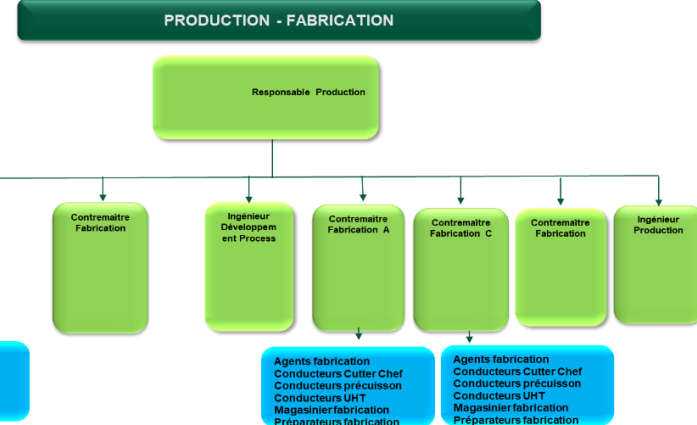 PRODUCTION - FABRICATION
Responsable Production
Contremaître
Fabrication
Ingénieur
Développem
ent Process
Contremaître
Fabrication A
Contremaître
Fabrication C
Contremaître
Fabrication
Ingénieur
Production
Agents fabrication
Conducteurs Cutter Chef
Conducteurs précuisson
Conducteurs UHT
Magasinier fabrication
Préparateurs fabrication
Agents fabrication
Conducteurs Cutter Chef
Conducteurs précuisson
Conducteurs UHT
Magasinier fabrication
Préparateurs fabrication